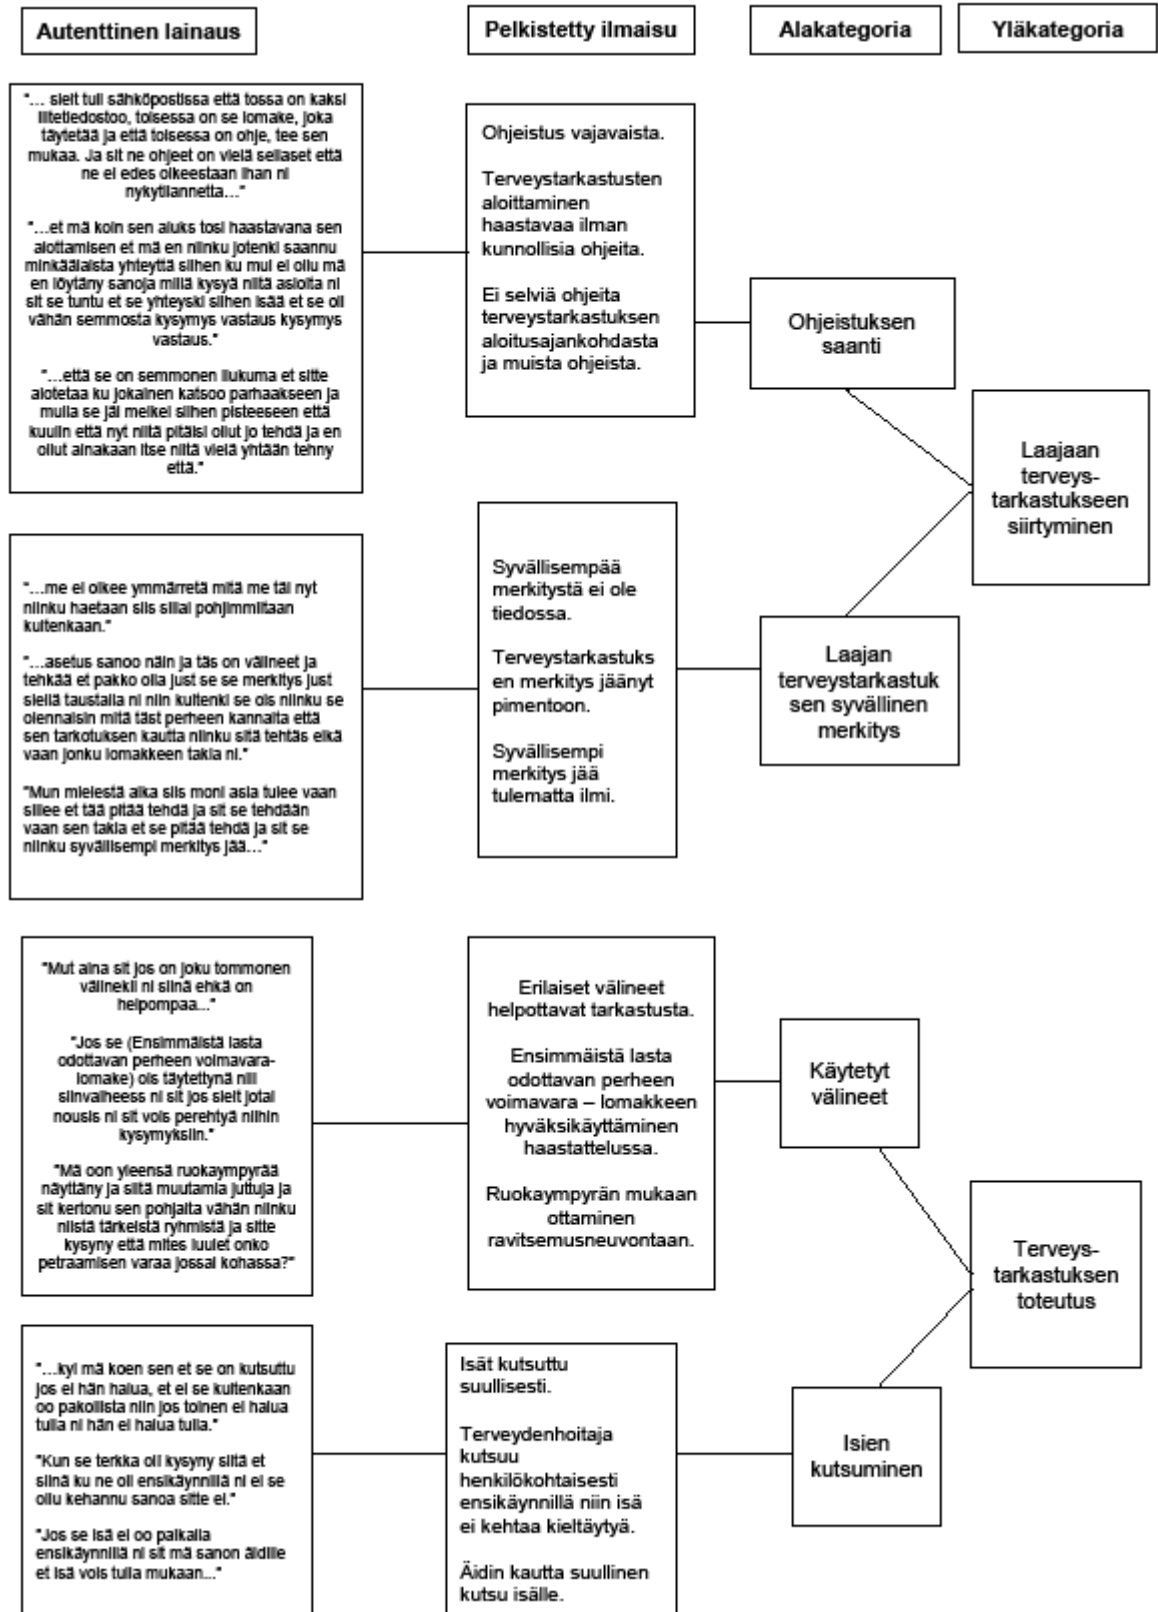 Autenttinen lainaus
Pelkistetty ilmaisu
Alakategoria
Yläkategoria
"… sielt tuli sähköpostissa että tossa on kaksi
liitetiedostoo, toisessa on se lomake, joka
täytetää ja että toisessa on ohje, tee sen
mukaa. Ja sit ne ohjeet on vielä sellaset että
ne ei edes oikeestaan ihan ni
nykytilannetta…"
"…et mä koin sen aluks tosi haastavana sen
alottamisen et mä en niinku jotenki saannu
minkäälaista yhteyttä siihen ku mul ei ollu mä
en löytäny sanoja millä kysyä niitä asioita ni
sit se tuntu et se yhteyski siihen isää et se oli
vähän semmosta kysymys vastaus kysymys
vastaus."
"…että se on semmonen liukuma et sitte
alotetaa ku jokainen katsoo parhaakseen ja
mulla se jäi melkei siihen pisteeseen että
kuulin että nyt niitä pitäisi ollut jo tehdä ja en
ollut ainakaan itse niitä vielä yhtään tehny
että."
Ohjeistus vajavaista.
Terveystarkastusten
aloittaminen
haastavaa ilman
kunnollisia ohjeita.
Ei selviä ohjeita
terveystarkastuksen
aloitusajankohdasta
ja muista ohjeista.
Ohjeistuksen
saanti
Laajaan
terveys-
tarkastukseen
siirtyminen
"…me ei oikee ymmärretä mitä me täl nyt
niinku haetaan siis sillai pohjimmiltaan
kuitenkaan."
"…asetus sanoo näin ja täs on välineet ja
tehkää et pakko olla just se se merkitys just
siellä taustalla ni niin kuitenki se ois niinku se
olennaisin mitä täst perheen kannalta että
sen tarkotuksen kautta niinku sitä tehtäs eikä
vaan jonku lomakkeen takia ni."
"Mun mielestä aika siis moni asia tulee vaan
sillee et tää pitää tehdä ja sit se tehdään
vaan sen takia et se pitää tehdä ja sit se
niinku syvällisempi merkitys jää…"
Syvällisempää
merkitystä ei ole
tiedossa.
Terveystarkastuks
en merkitys jäänyt
pimentoon.
Syvällisempi
merkitys jää
tulematta ilmi.
Laajan
terveystarkastuk
sen syvällinen
merkitys
"Mut aina sit jos on joku tommonen
välinekii ni siinä ehkä on
helpompaa..."
"Jos se (Ensimmäistä lasta
odottavan perheen voimavara-
lomake) ois täytettynä niil
siinvaiheess ni sit jos sielt jotai
nousis ni sit vois perehtyä niihin
kysymyksiin."
"Mä oon yleensä ruokaympyrää
näyttäny ja siitä muutamia juttuja ja
sit kertonu sen pohjalta vähän niinku
niistä tärkeistä ryhmistä ja sitte
kysyny että mites luulet onko
petraamisen varaa jossai kohassa?"
Erilaiset välineet
helpottavat tarkastusta.
Ensimmäistä lasta
odottavan perheen
voimavara – lomakkeen
hyväksikäyttäminen
haastattelussa.
Ruokaympyrän mukaan
ottaminen
ravitsemusneuvontaan.
Käytetyt
välineet
Terveys-
tarkastuksen
toteutus
"…kyl mä koen sen et se on kutsuttu
jos ei hän halua, et ei se kuitenkaan
oo pakollista niin jos toinen ei halua
tulla ni hän ei halua tulla."
"Kun se terkka oli kysyny siitä et
siinä ku ne oli ensikäynnillä ni ei se
ollu kehannu sanoa sitte ei."
"Jos se isä ei oo paikalla
ensikäynnillä ni sit mä sanon äidille
et isä vois tulla mukaan..."
Isät kutsuttu
suullisesti.
Terveydenhoitaja
kutsuu
henkilökohtaisesti
ensikäynnillä niin isä
ei kehtaa kieltäytyä.
Äidin kautta suullinen
kutsu isälle.
Isien
kutsuminen